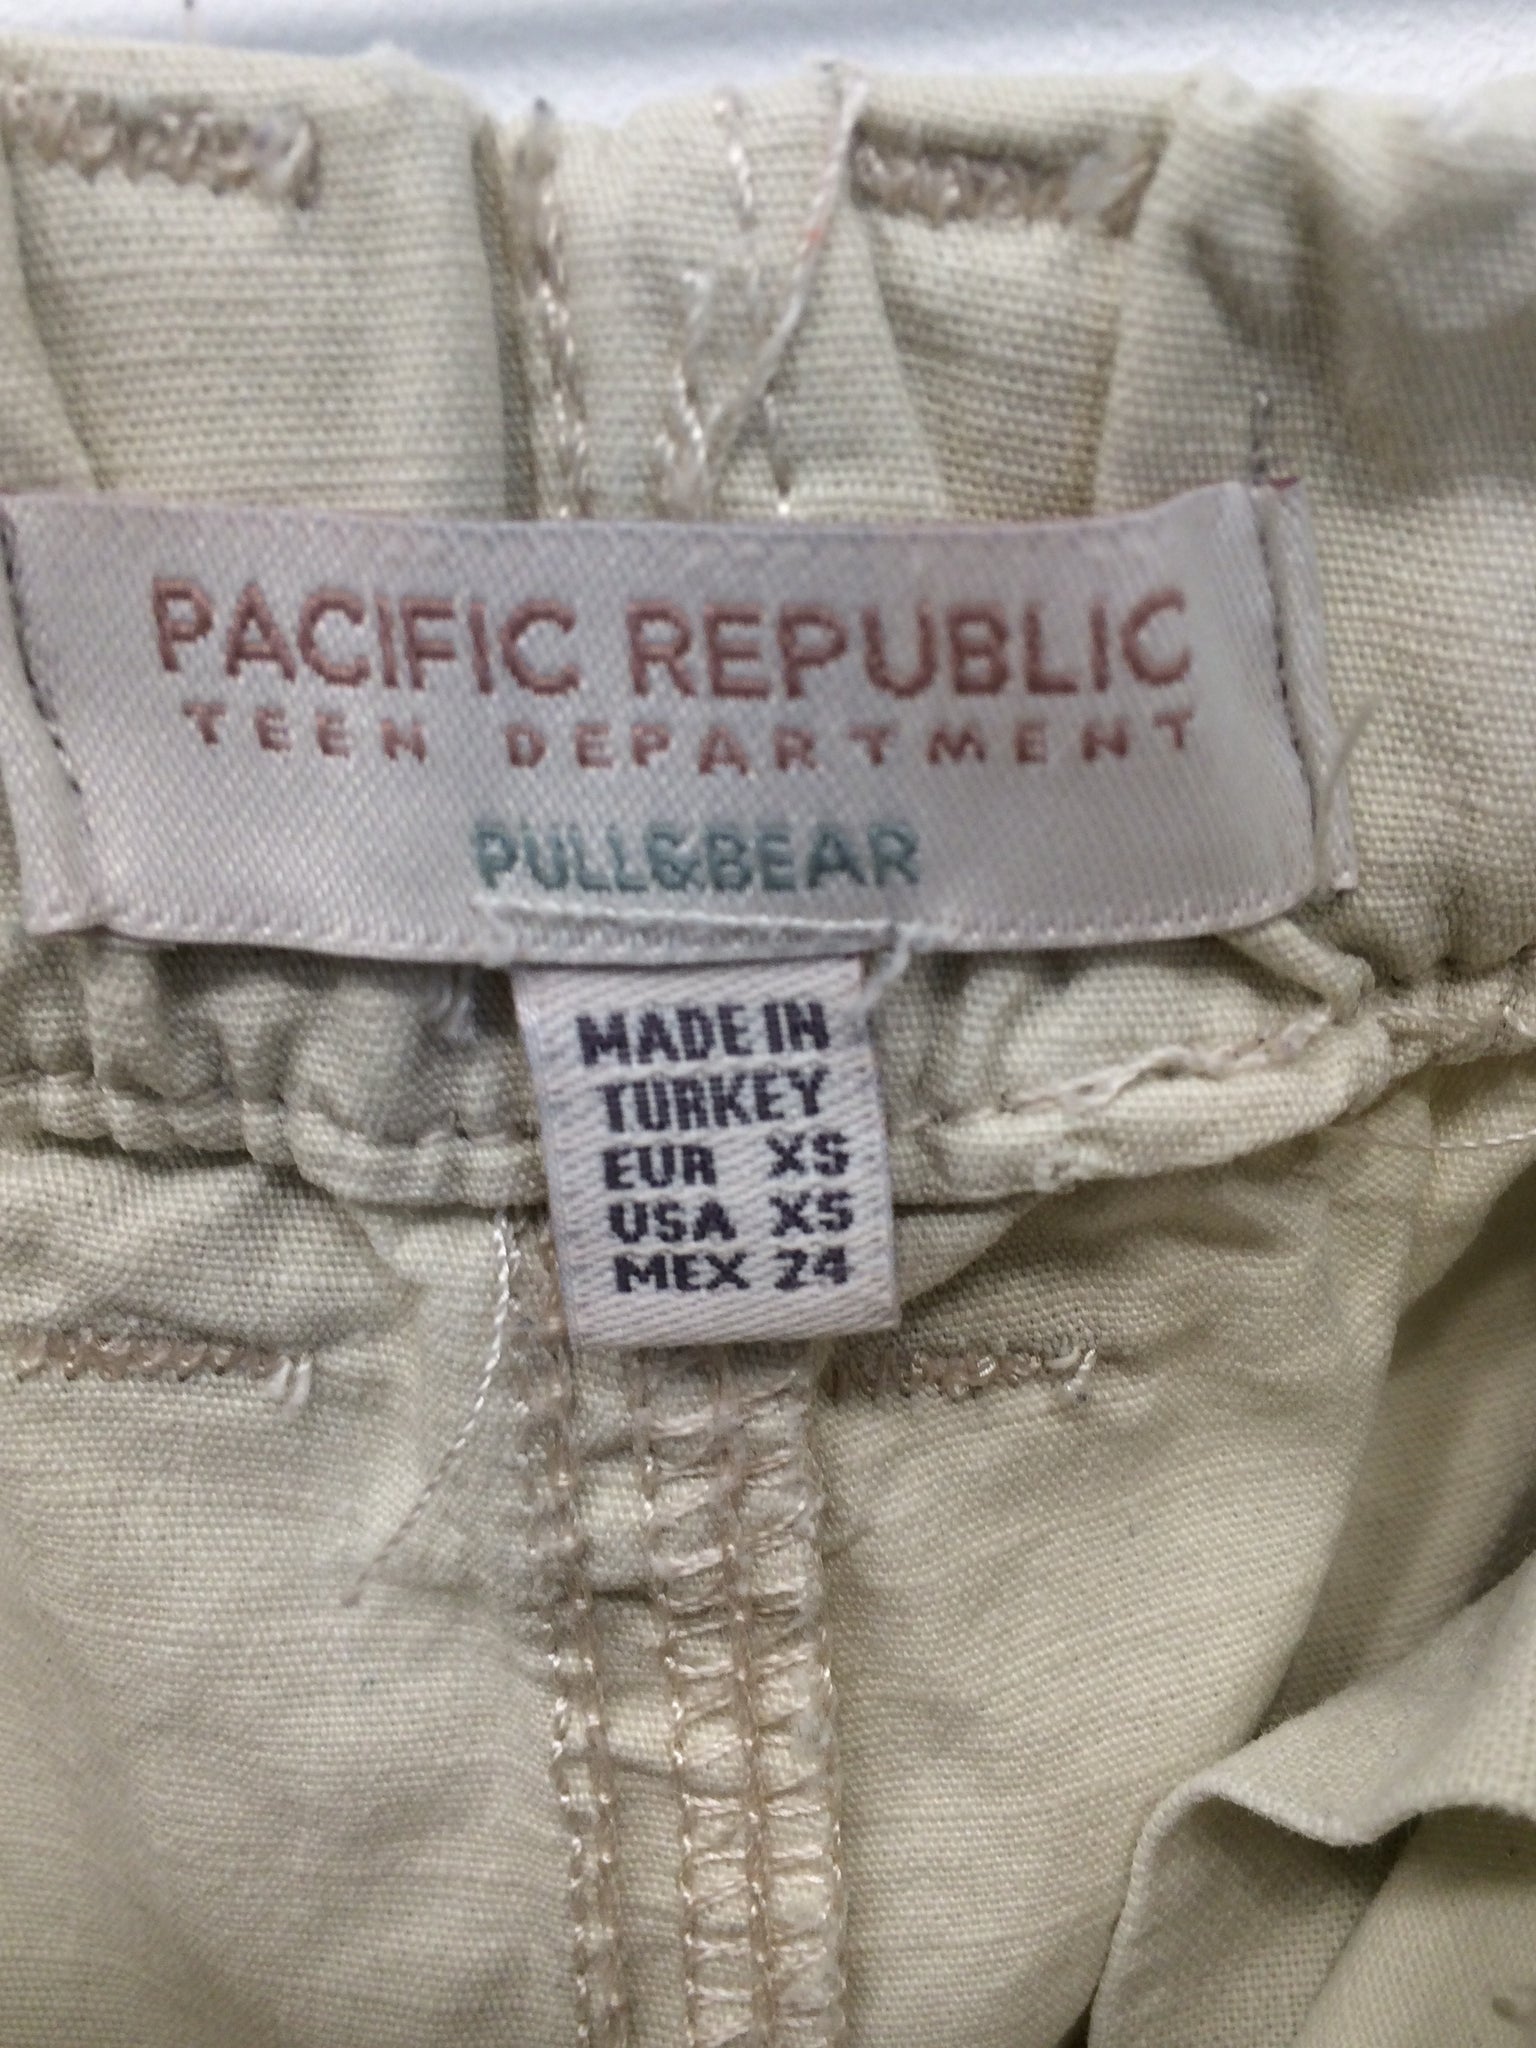 PACIFIC REPUBLIC
TEEN DEPARTMENT
PULL&BEAR
MADE IN
TURKEY
EUR XS
USA XS
MEX 24